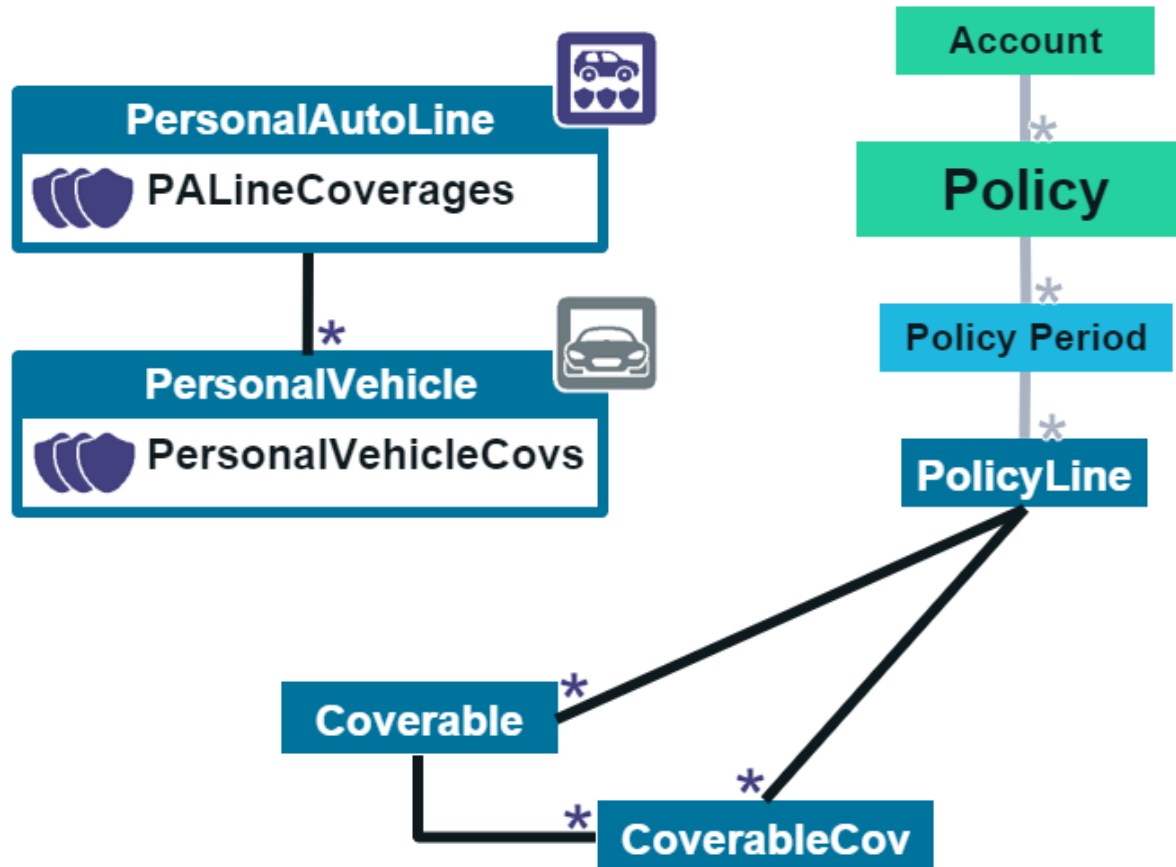 PersonalAutoLine
PALineCoverages
*
PersonalVehicle
PersonalVehicleCovs
Account
*
Policy
*
Policy Period
*
PolicyLine
*
Coverable
*
*
CoverableCov